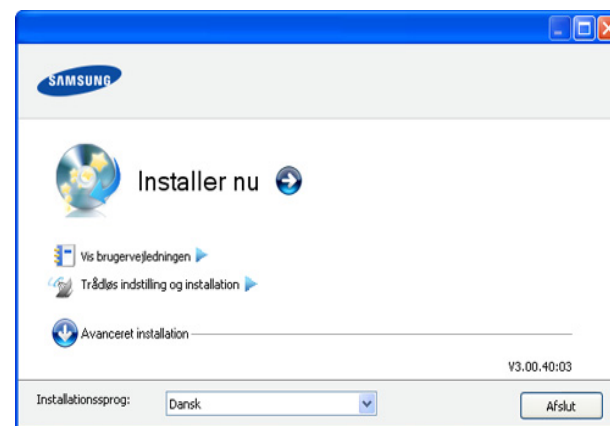 SAMSUNG
Installer nu
Vis brugervejledningen
Trådløs indstilling og installation
Avanceret installation
V3.00.40:03
Installationssprog: Dansk Afslut